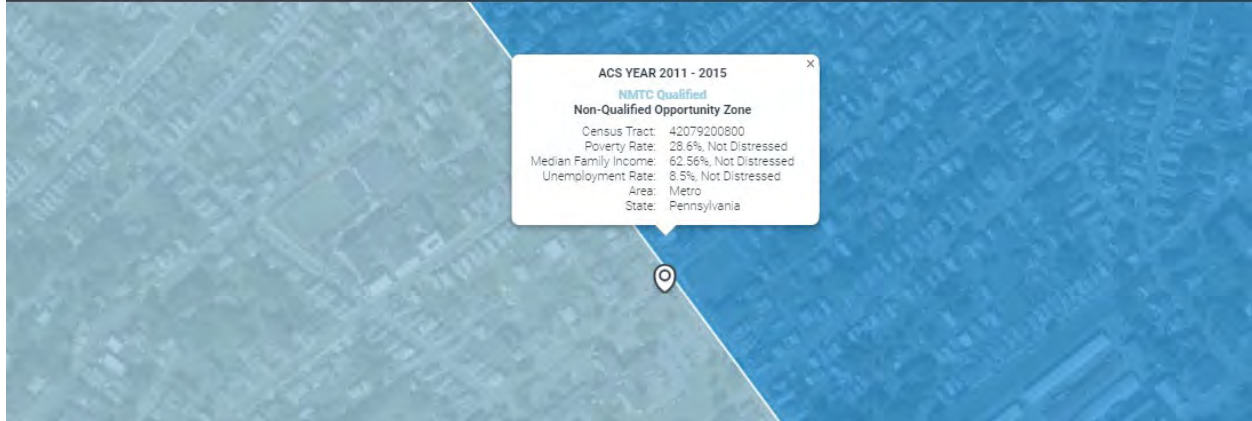 ACS YEAR 2011 - 2015
NMTC Qualified
Non-Qualified Opportunity Zone
Census Tract: 42079200800
Poverty Rate: 28.6%, Not Distressed
Median Family Income: 62.56%, Not Distressed
Unemployment Rate: 8.5%, Not Distressed
Area: Metro
State: Pennsylvania